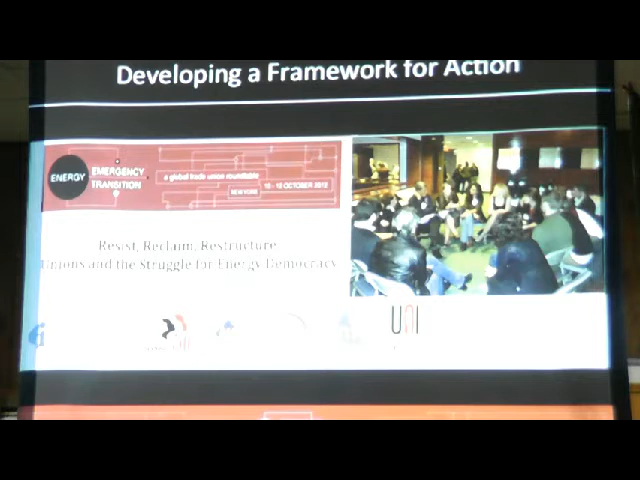 Developing a Framework for Action
ENERGY
EMERGENCY
TRANSITION
a global trade union roundtable
NEW YORK
10 - 12 OCTOBER 2012
Resist, Reclaim, Restructure
Unions and the Struggle for Energy Democracy
UNI